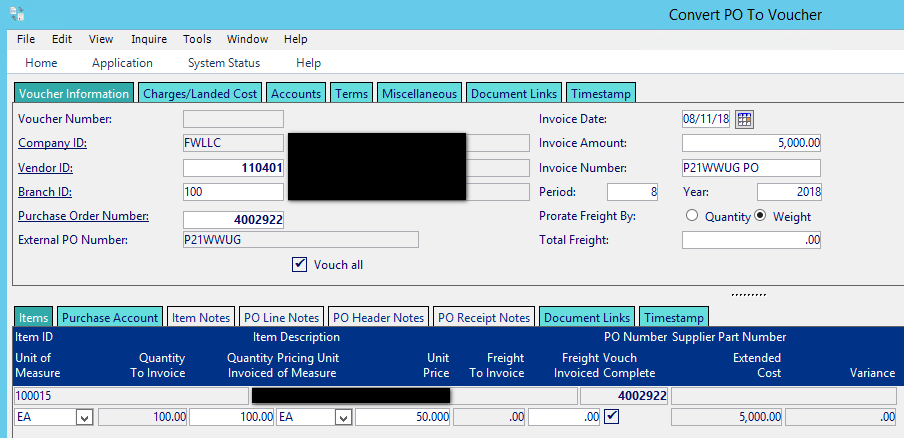 Convert PO To Voucher
File Edit View Inquire Tools Window Help
Home Application System Status Help
Voucher Information Charges/Landed Cost Accounts Terms Miscellaneous Document Links Timestamp
Voucher Number: Invoice Date: 08/11/18
Company ID: FWLLC Invoice Amount: 5,000.00
Vendor ID: 110401 Invoice Number: P21WWUG PO
Branch ID: 100 Period: 8 Year: 2018
Purchase Order Number: 4002922 Prorate Freight By: Quantity Weight
External PO Number: P21WWUG Total Freight: .00
Vouch all
Items Purchase Account Item Notes PO Line Notes PO Header Notes PO Receipt Notes Document Links Timestamp
Item ID Item Description PO Number Supplier Part Number
Unit of Quantity Quantity Pricing Unit Unit Freight Freight Vouch Extended
Measure To Invoice Invoiced of Measure Price To Invoice Invoiced Complete Cost Variance
100015 4002922
EA 100.00 100.00 EA 50.000 .00 .00 5,000.00 .00